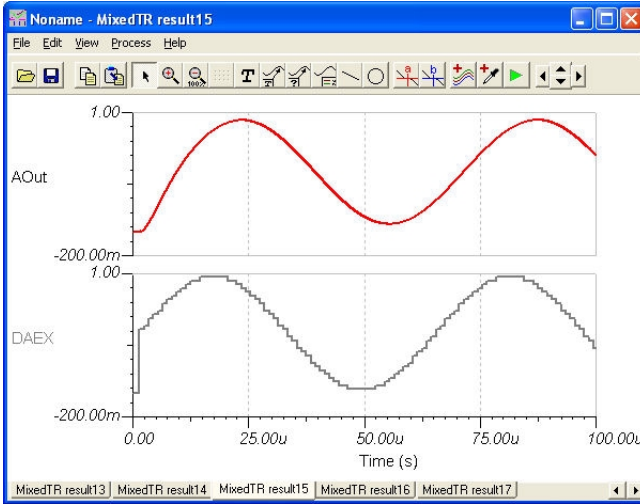 Noname - MixedTR result15
File Edit View Process Help
T a b
100%
1.00
AOut
-200.00m
1.00
DAEX
-200.00m
0.00 25.00u 50.00u 75.00u 100.00u
Time (s)
MixedTR result13 MixedTR result14 MixedTR result15 MixedTR result16 MixedTR result17